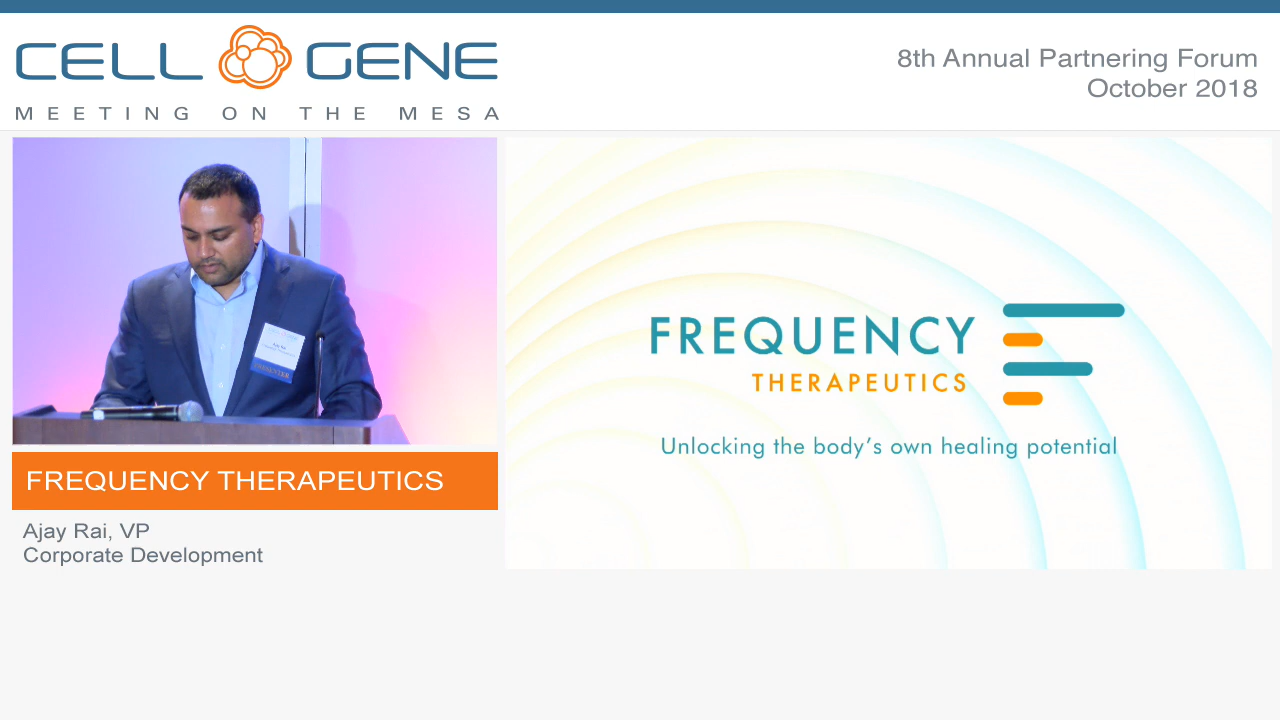 CELL GENE
MEETING ON THE MESA
8th Annual Partnering Forum
October 2018
FREQUENCY
THERAPEUTICS
Unlocking the body's own healing potential
FREQUENCY THERAPEUTICS
Ajay Rai, VP
Corporate Development